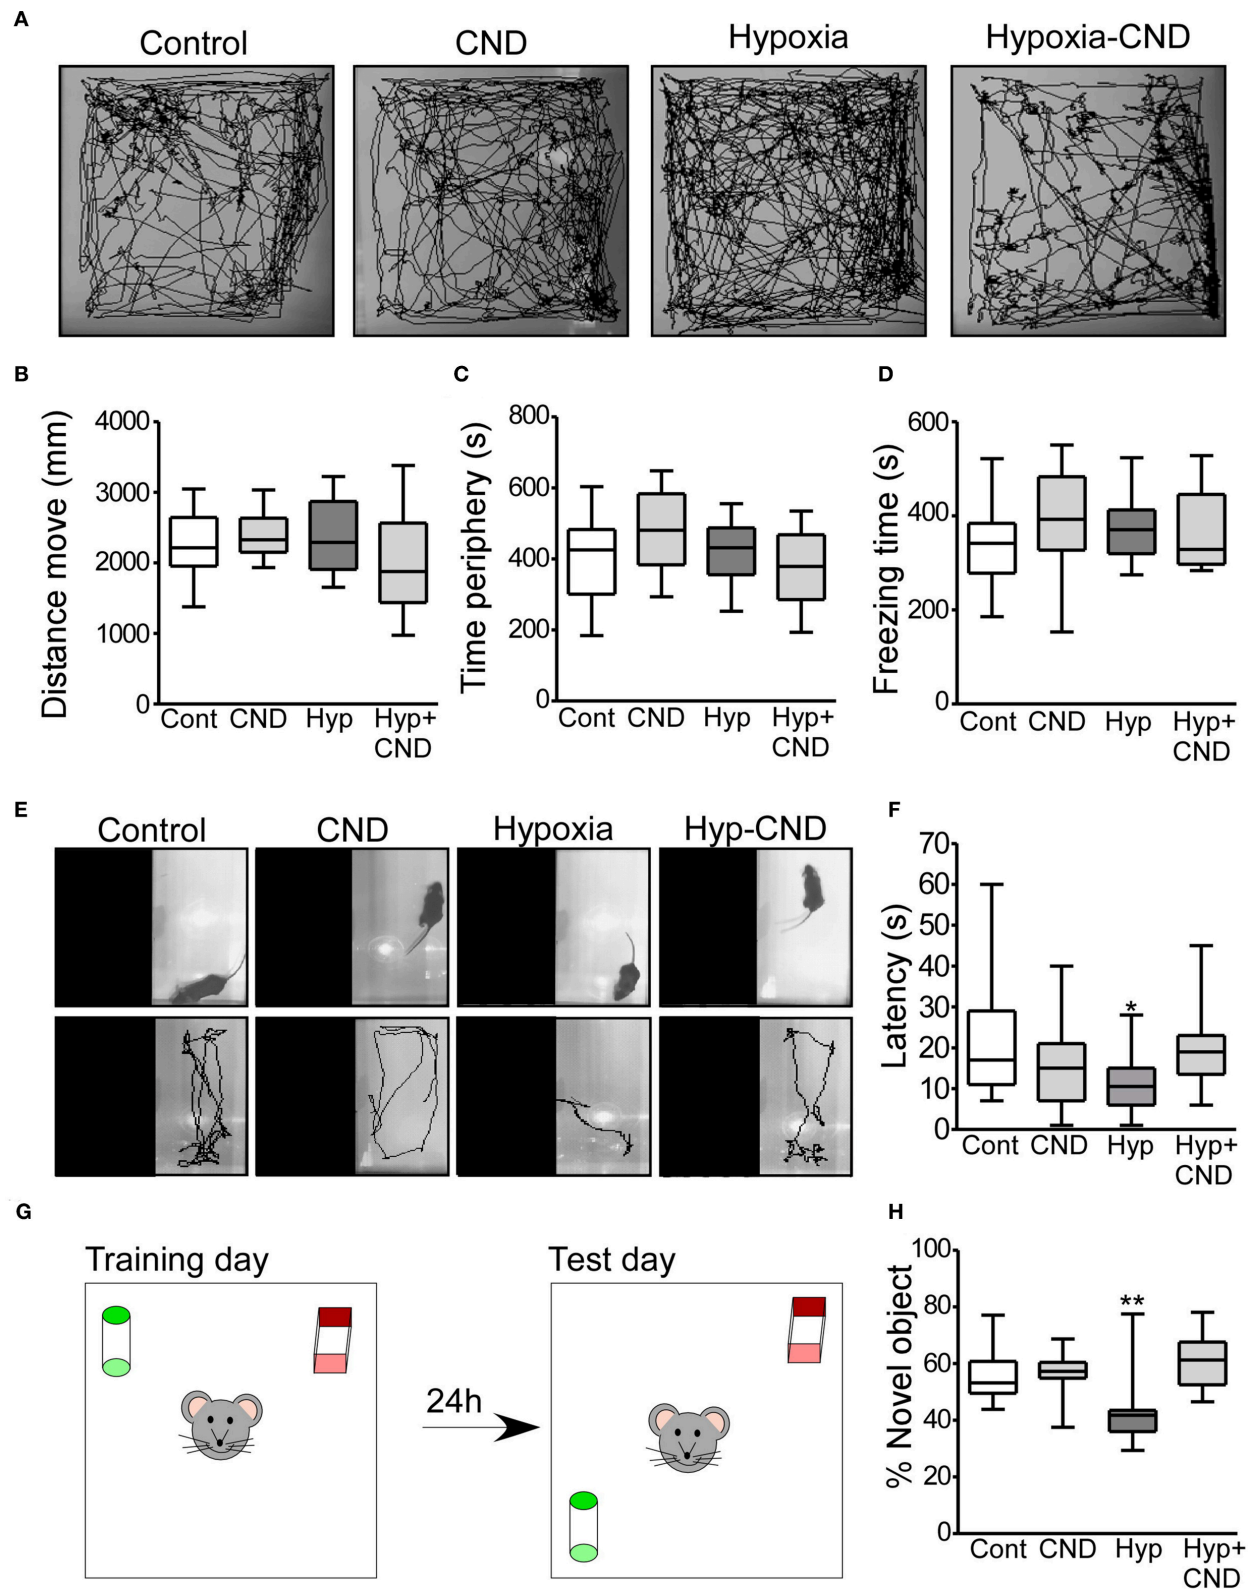 A
Control CND Hypoxia Hypoxia-CND
B
Distance move (mm)
4000
3000
2000
1000
0
Cont CND Hyp Hyp+
CND
C
Time periphery (s)
800
600
400
200
0
Cont CND Hyp Hyp+
CND
D
Freezing time (s)
600
400
200
0
Cont CND Hyp Hyp+
CND
E
Control CND Hypoxia Hyp-CND
F
Latency (s)
70
60
50
40
30
20
10
0
*
Cont CND Hyp Hyp+
CND
G
Training day
24h
Test day
H
% Novel object
100
80
60
40
20
0
**
Cont CND Hyp Hyp+
CND